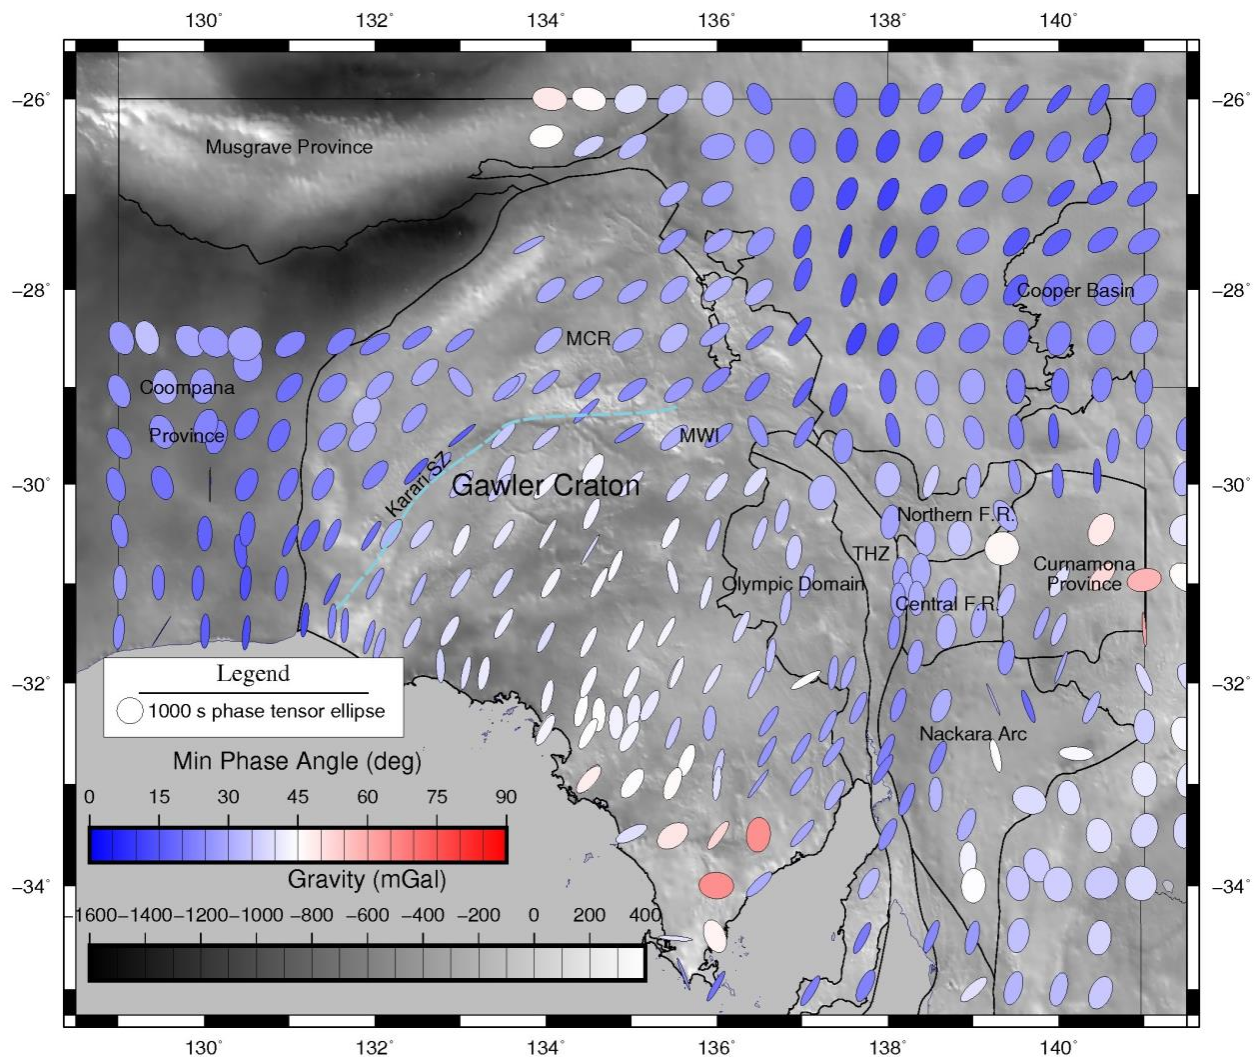 130° 132° 134° 136° 138° 140°
−26° −26°
Musgrave Province
−28° −28°
Cooper Basin
MCR
Coompana
Province
MWI
Karari SZ
Gawler Craton
−30° −30°
Northern F.R.
THZ
Curnamona
Province
Olympic Domain
Central F.R.
−32° −32°
Legend
1000 s phase tensor ellipse
Nackara Arc
Min Phase Angle (deg)
0 15 30 45 60 75 90
Gravity (mGal)
−34° −34°
−1600 −1400 −1200 −1000 −800 −600 −400 −200 0 200 400
130° 132° 134° 136° 138° 140°